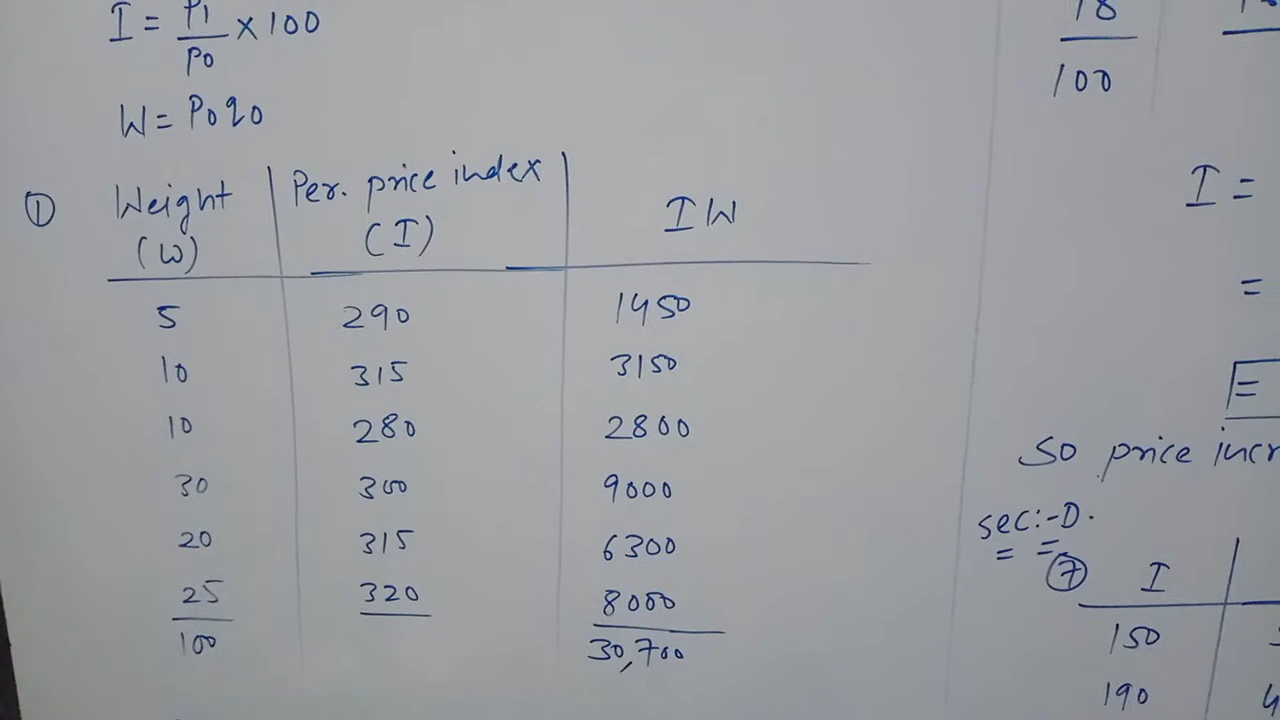 I = P1/P0 × 100
W = P0q0
① Weight (W) | Per. price index (I) | IW
5 290 1450
10 315 3150
10 280 2800
30 300 9000
20 315 6300
25 320 8000
100 30,700
18
100
I =
=
=
So price incr
sec:-D.
⑦ I
150
190